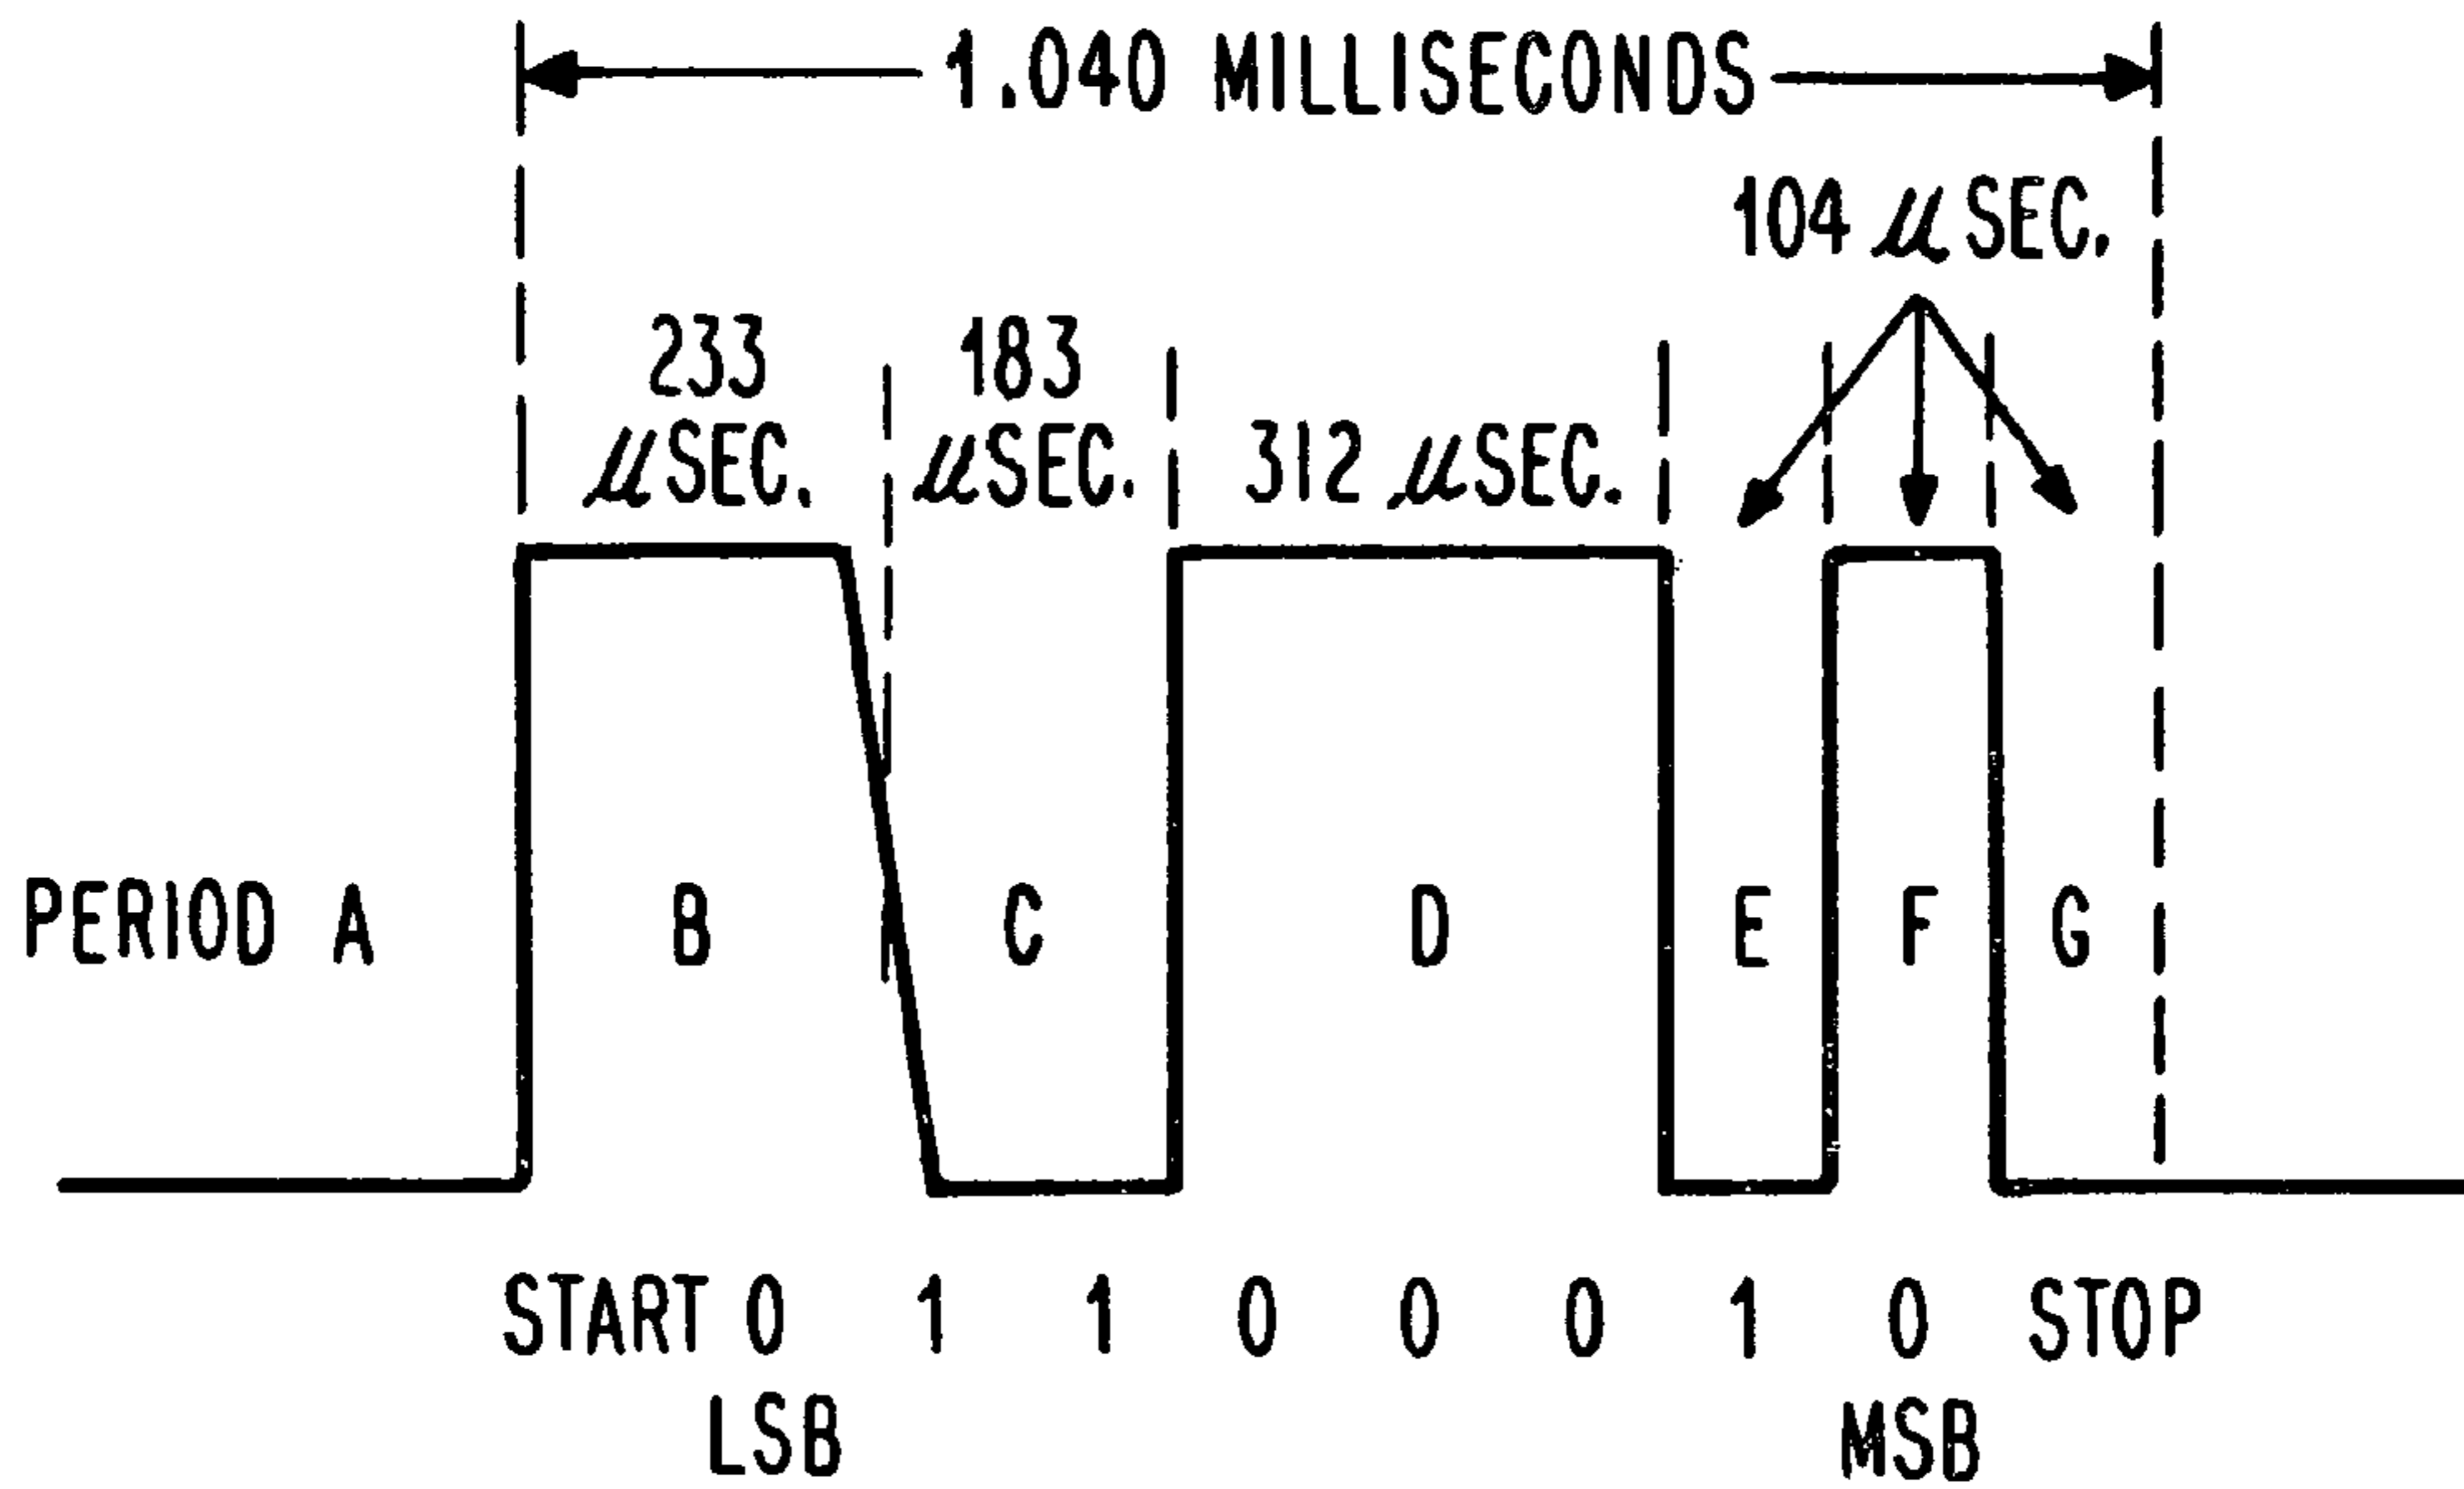 1.040 MILLISECONDS
104 µSEC.
233 µSEC.
183 µSEC.
312 µSEC.
PERIOD A B C D E F G
START 0 1 1 0 0 0 1 0 STOP
LSB MSB